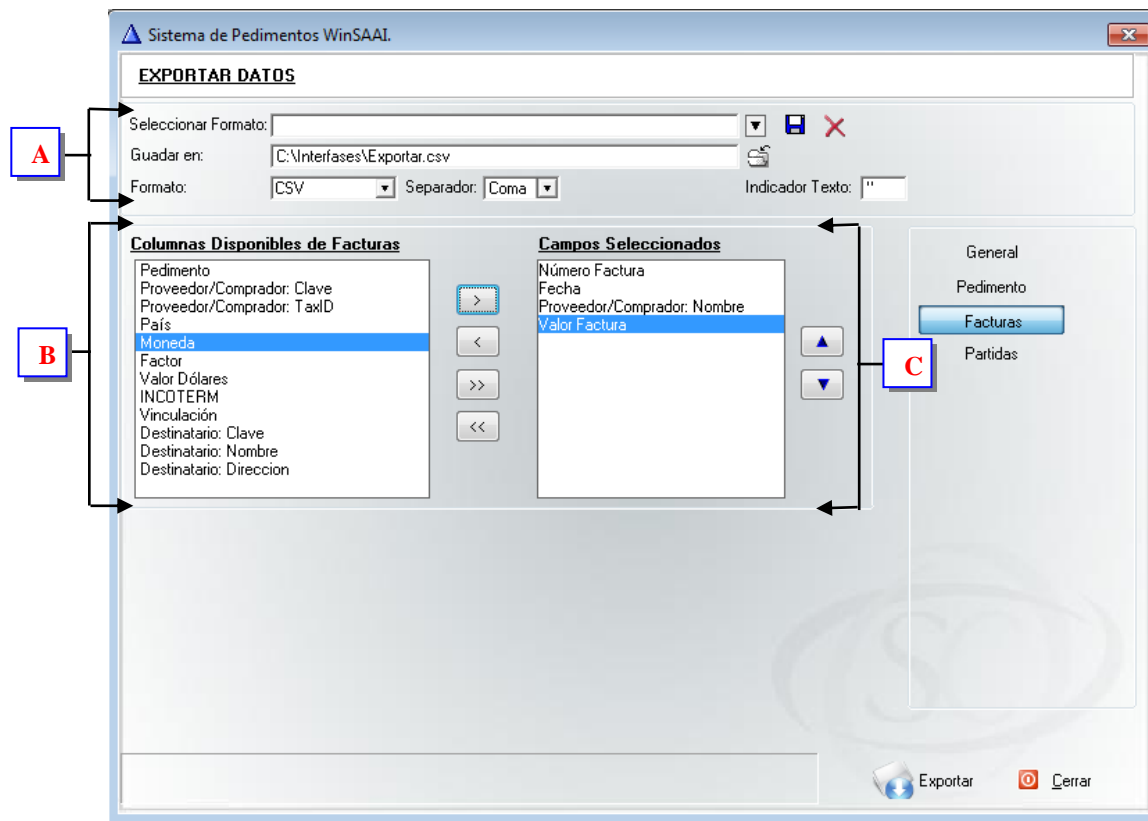 Sistema de Pedimentos WinSAAI.
EXPORTAR DATOS
A
Seleccionar Formato:
Guadar en: C:\Interfases\Exportar.csv
Formato: CSV Separador: Coma Indicador Texto: "
B
Columnas Disponibles de Facturas
Pedimento
Proveedor/Comprador: Clave
Proveedor/Comprador: TaxID
País
Moneda
Factor
Valor Dólares
INCOTERM
Vinculación
Destinatario: Clave
Destinatario: Nombre
Destinatario: Direccion
>
<
>>
<<
Campos Seleccionados
Número Factura
Fecha
Proveedor/Comprador: Nombre
Valor Factura
C
General
Pedimento
Facturas
Partidas
SCI
Exportar Cerrar